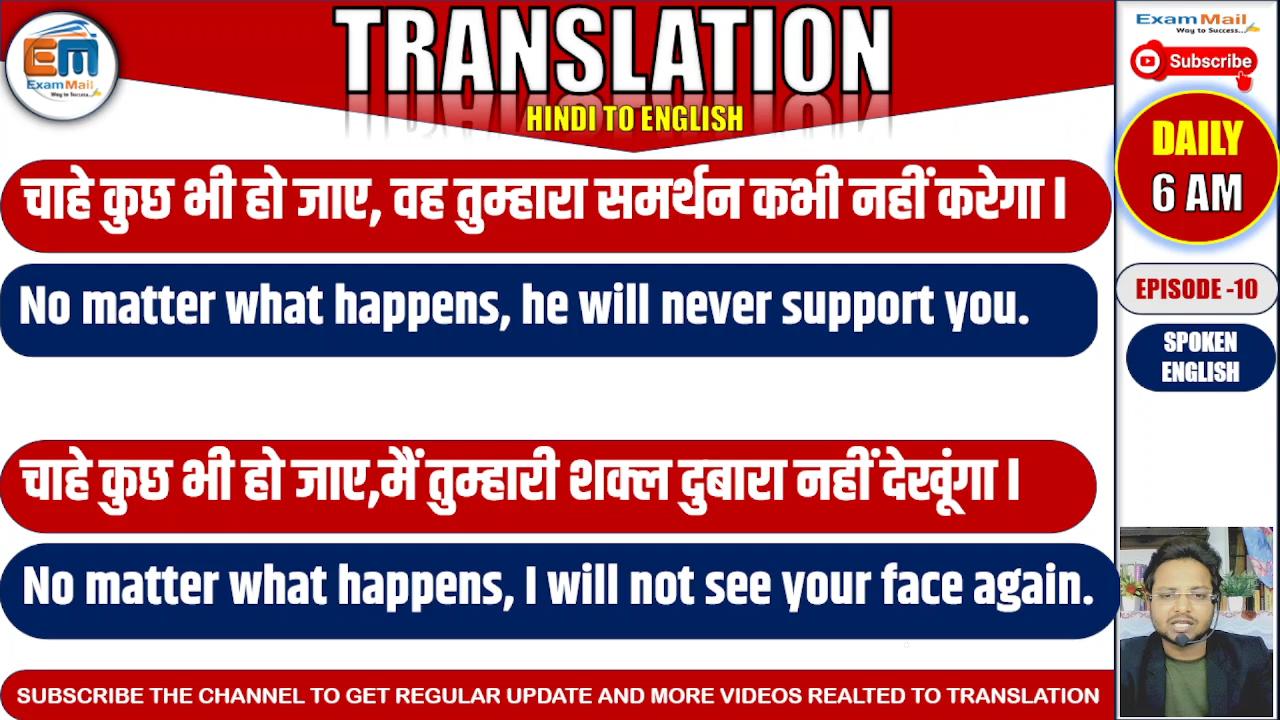 TRANSLATION
HINDI TO ENGLISH
EM
ExamMail
Way to Success...
ExamMail
Way to Success...
Subscribe
DAILY
6 AM
चाहे कुछ भी हो जाए, वह तुम्हारा समर्थन कभी नहीं करेगा।
No matter what happens, he will never support you.
EPISODE -10
SPOKEN
ENGLISH
चाहे कुछ भी हो जाए,मैं तुम्हारी शक्ल दुबारा नहीं देखूंगा।
No matter what happens, I will not see your face again.
SUBSCRIBE THE CHANNEL TO GET REGULAR UPDATE AND MORE VIDEOS REALTED TO TRANSLATION